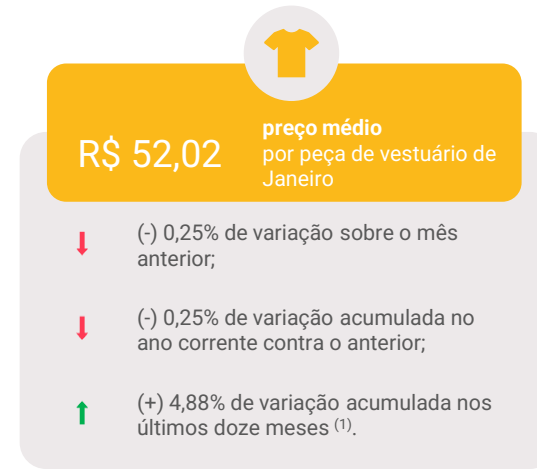 R$ 52,02
preço médio
por peça de vestuário de
Janeiro
(-) 0,25% de variação sobre o mês
anterior;
(-) 0,25% de variação acumulada no
ano corrente contra o anterior;
(+) 4,88% de variação acumulada nos
últimos doze meses (1).